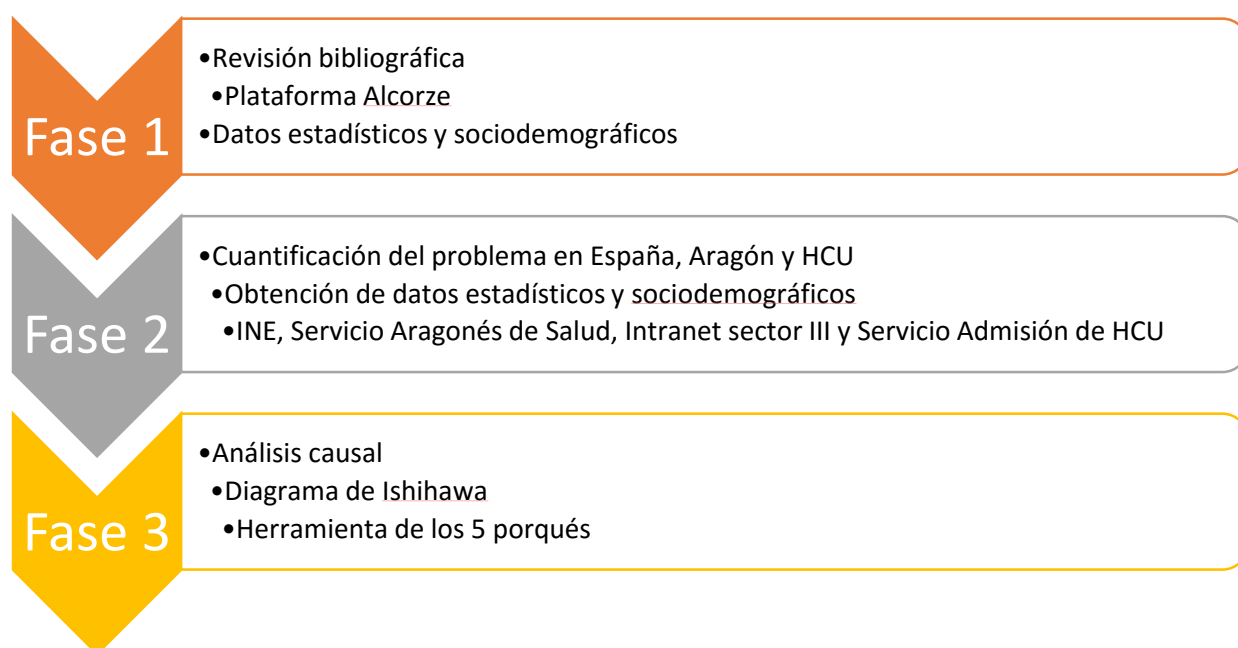 Fase 1
•Revisión bibliográfica
•Plataforma Alcorze
•Datos estadísticos y sociodemográficos
Fase 2
•Cuantificación del problema en España, Aragón y HCU
•Obtención de datos estadísticos y sociodemográficos
•INE, Servicio Aragonés de Salud, Intranet sector III y Servicio Admisión de HCU
Fase 3
•Análisis causal
•Diagrama de Ishihawa
•Herramienta de los 5 porqués